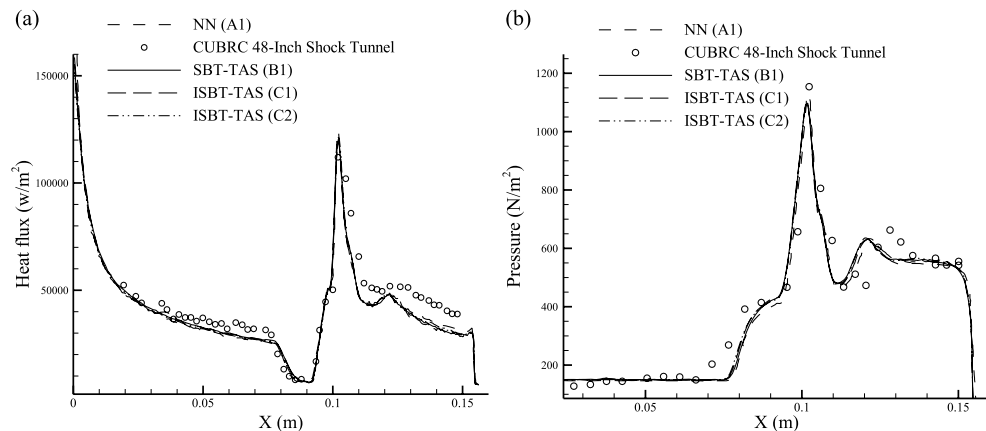 (a)
NN (A1)
CUBRC 48-Inch Shock Tunnel
SBT-TAS (B1)
ISBT-TAS (C1)
ISBT-TAS (C2)
150000
100000
50000
0
0.05
0.1
0.15
Heat flux (w/m²)
X (m)
(b)
NN (A1)
CUBRC 48-Inch Shock Tunnel
SBT-TAS (B1)
ISBT-TAS (C1)
ISBT-TAS (C2)
1200
1000
800
600
400
200
0.05
0.1
0.15
Pressure (N/m²)
X (m)